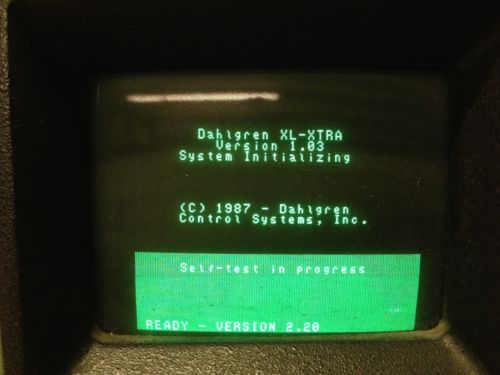 Dahlgren XL-XTRA
Version 1.03
System Initializing
(C) 1987 - Dahlgren
Control Systems, Inc.
Self-test in progress
READY - VERSION 2.20